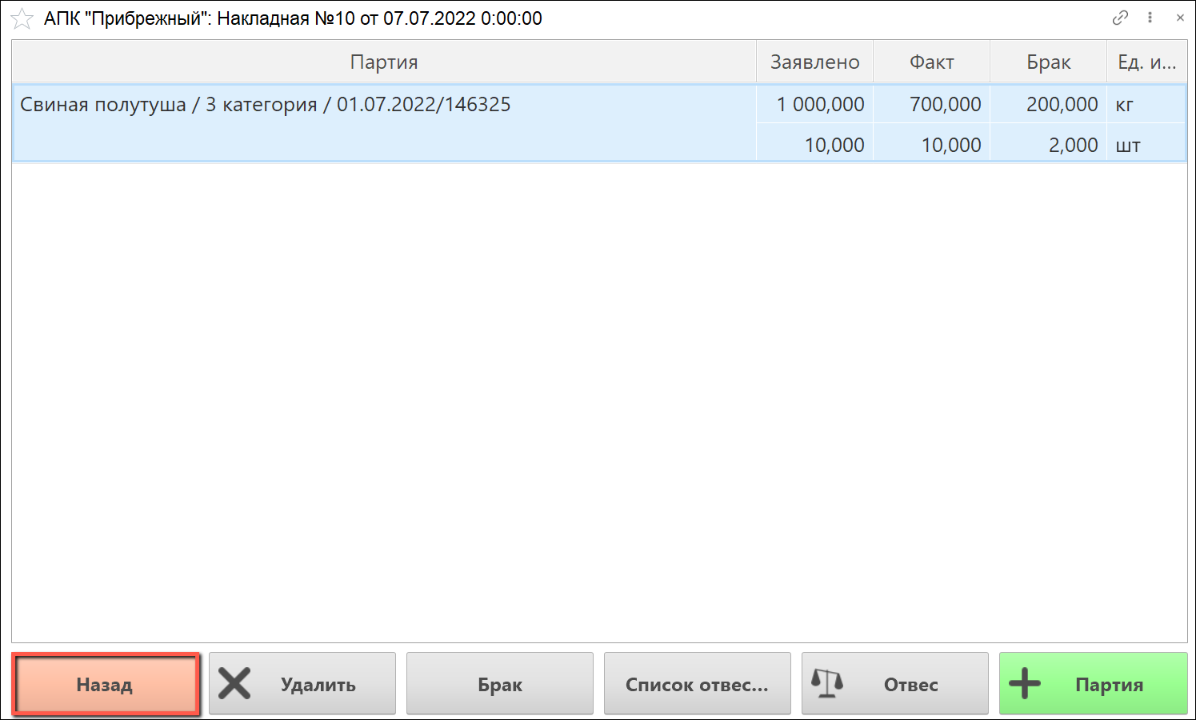 АПК "Прибрежный": Накладная №10 от 07.07.2022 0:00:00
Партия Заявлено Факт Брак Ед. и...
Свиная полутуша / 3 категория / 01.07.2022/146325 1 000,000 700,000 200,000 кг
10,000 10,000 2,000 шт
Назад Удалить Брак Список отвес... Отвес Партия